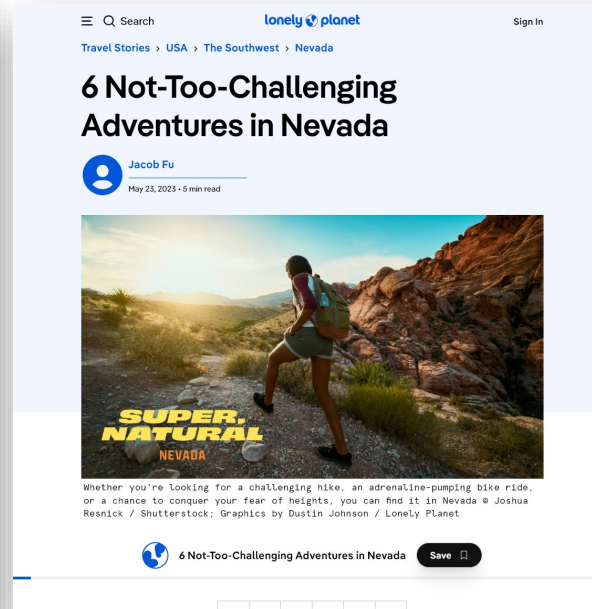 Search
lonely planet
Sign In
Travel Stories > USA > The Southwest > Nevada
6 Not-Too-Challenging
Adventures in Nevada
Jacob Fu
May 23, 2023 • 5 min read
SUPER,
NATURAL
NEVADA
Whether you're looking for a challenging hike, an adrenaline-pumping bike ride,
or a chance to conquer your fear of heights, you can find it in Nevada © Joshua
Resnick / Shutterstock; Graphics by Dustin Johnson / Lonely Planet
6 Not-Too-Challenging Adventures in Nevada
Save